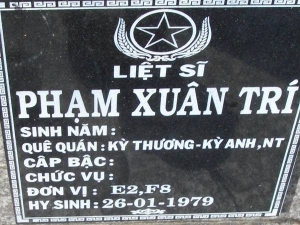 LIỆT SĨ
PHẠM XUÂN TRÍ
SINH NĂM :
QUÊ QUÁN : KỲ THƯƠNG - KỲ ANH , NT
CẤP BẬC :
CHỨC VỤ :
ĐƠN VỊ : E2,F8
HY SINH : 26-01-1979